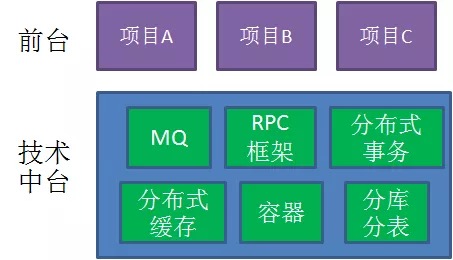 前台
项目A
项目B
项目C
技术
中台
MQ
RPC
框架
分布式
事务
分布式
缓存
容器
分库
分表